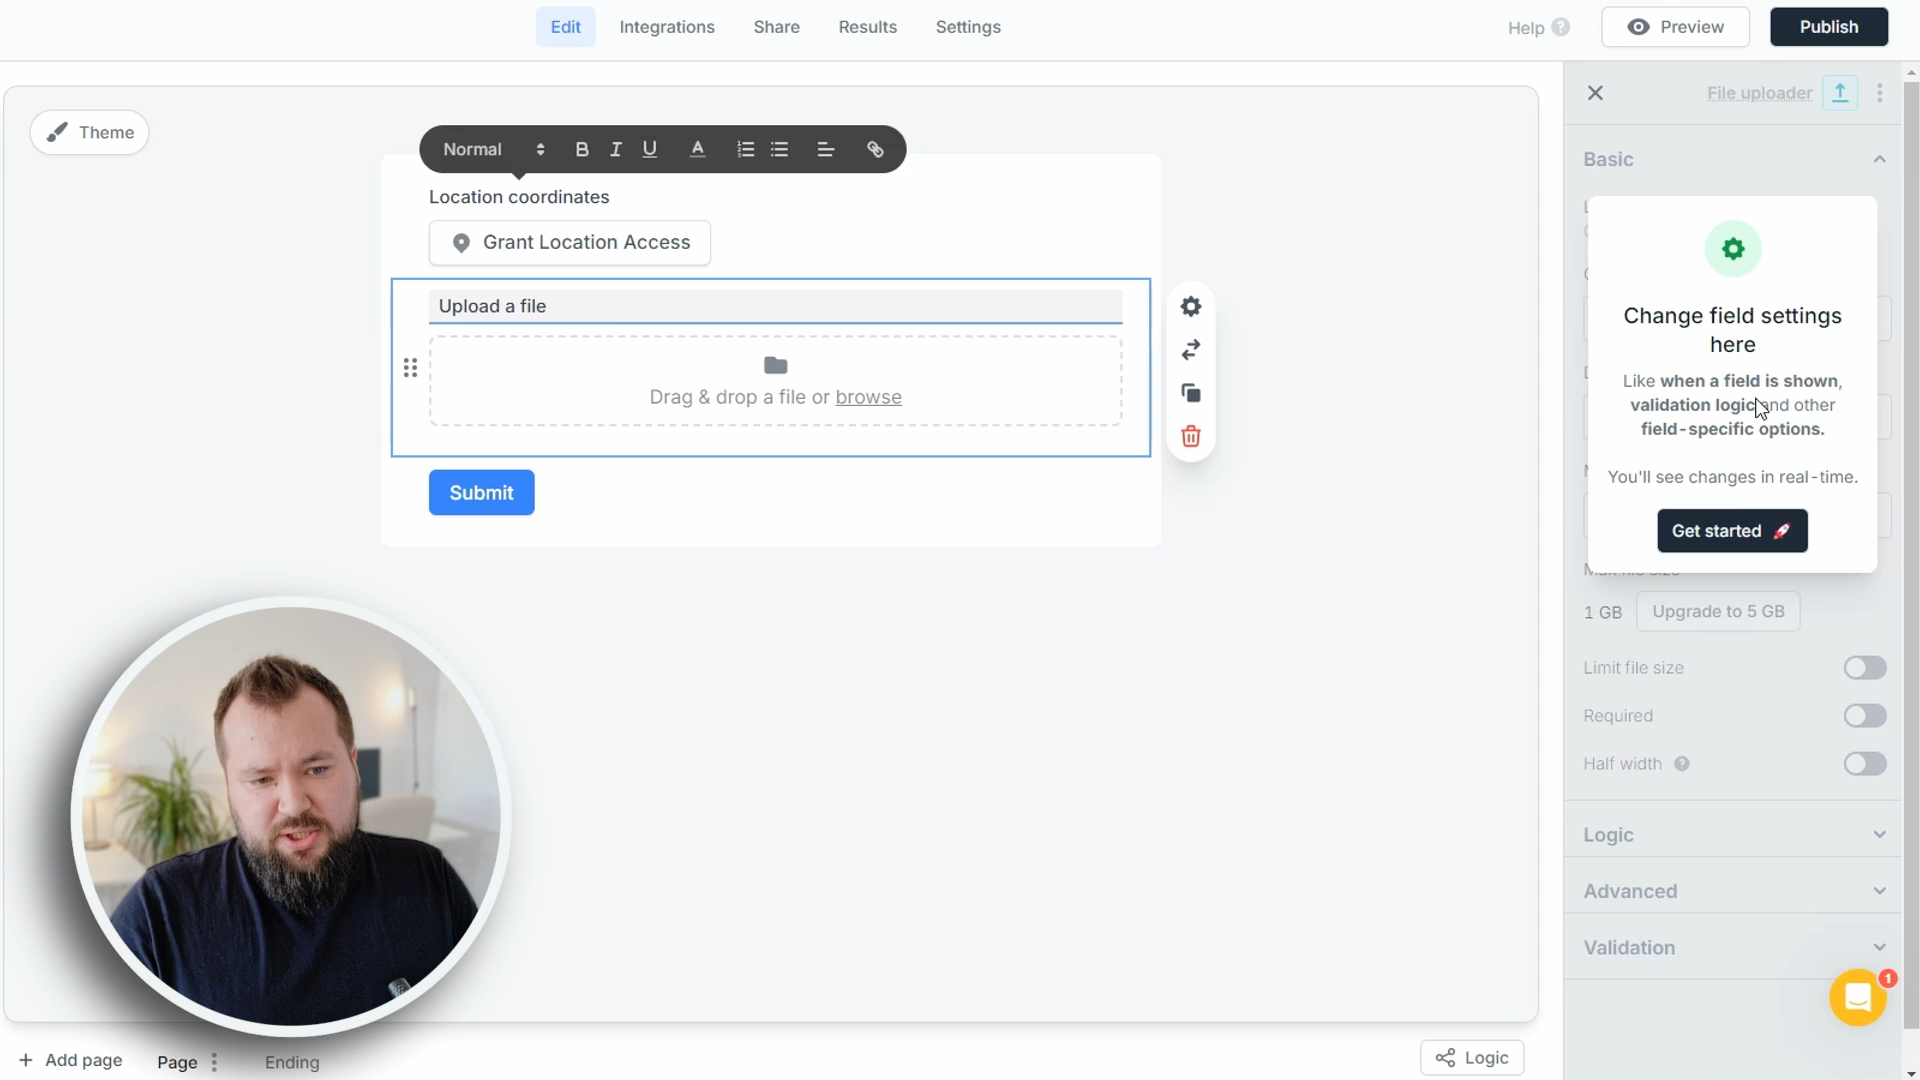 Edit
Integrations
Share
Results
Settings
Help
Preview
Publish
Theme
Normal
B I U A
Location coordinates
Grant Location Access
Upload a file
Drag & drop a file or browse
Submit
File uploader
Basic
Change field settings
here
Like when a field is shown,
validation logic and other
field-specific options.
You'll see changes in real-time.
Get started
1 GB
Upgrade to 5 GB
Limit file size
Required
Half width
Logic
Advanced
Validation
1
+ Add page
Page
Ending
Logic